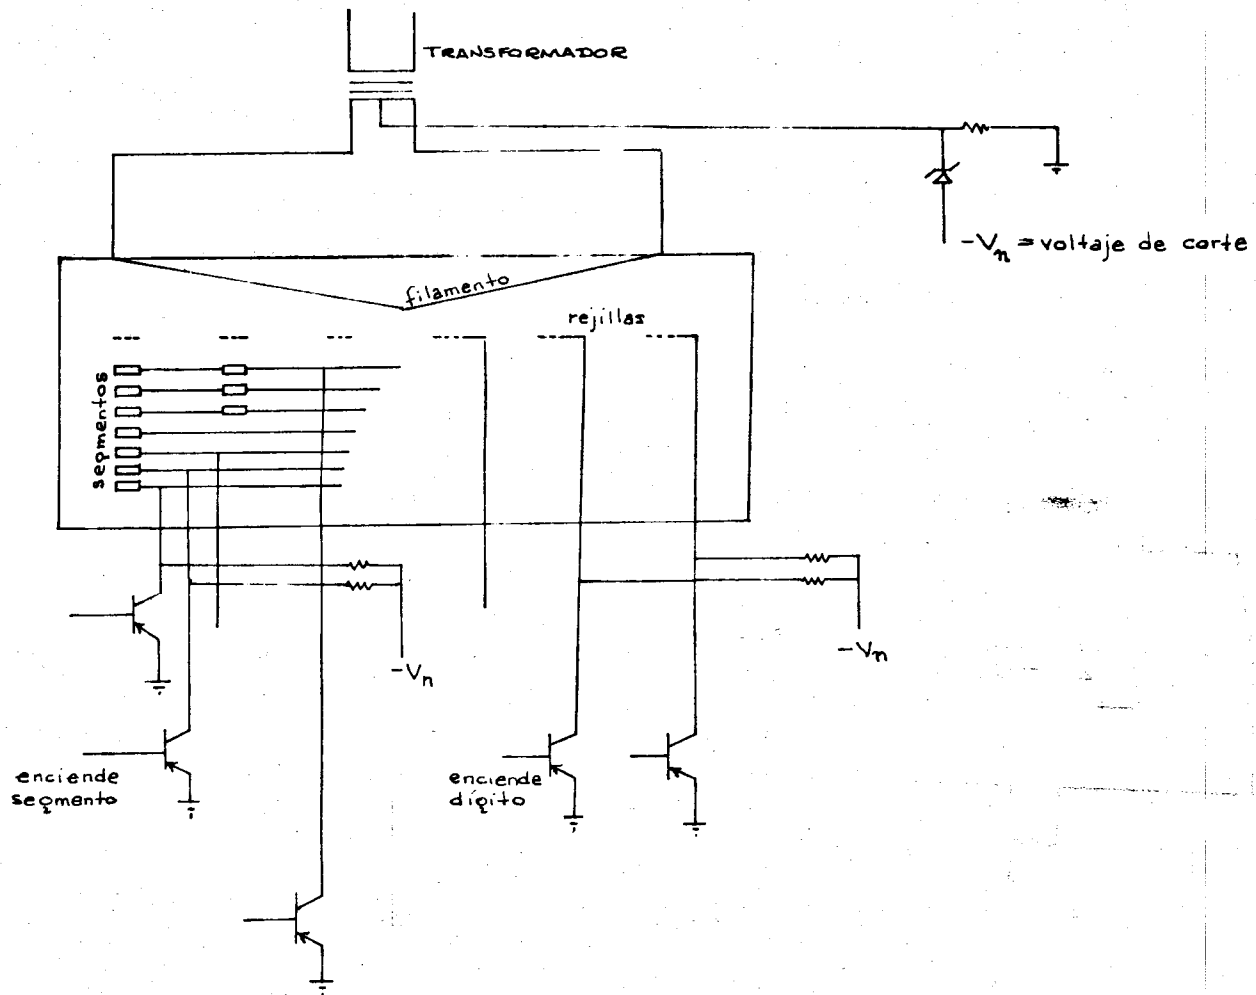 TRANSFORMADOR
-Vn = voltaje de corte
filamento
rejillas
segmentos
-Vn
-Vn
enciende
segmento
enciende
dígito